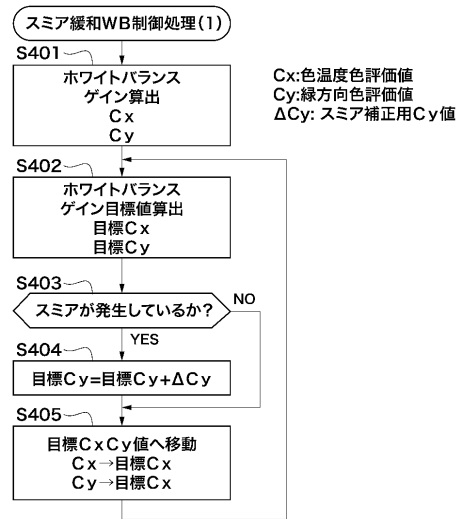 スミア緩和WB制御処理(1)
S401
ホワイトバランス
ゲイン算出
Cx
Cy
Cx:色温度色評価値
Cy:緑方向色評価値
ΔCy: スミア補正用Cy値
S402
ホワイトバランス
ゲイン目標値算出
目標Cx
目標Cy
S403
スミアが発生しているか?
NO
YES
S404
目標Cy=目標Cy+ΔCy
S405
目標CxCy値へ移動
Cx→目標Cx
Cy→目標Cx